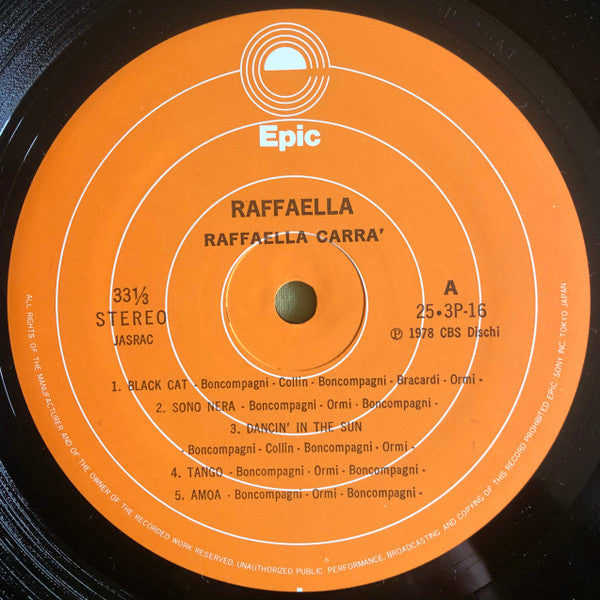 Epic
RAFFAELLA
RAFFAELLA CARRA'
33⅓
STEREO
JASRAC
A
25•3P-16
Ⓟ 1978 CBS Dischi
1. BLACK CAT - Boncompagni - Collin - Boncompagni - Bracardi - Ormi -
2. SONO NERA - Boncompagni - Ormi - Boncompagni -
3. DANCIN' IN THE SUN
- Boncompagni - Collin - Boncompagni - Ormi -
4. TANGO - Boncompagni - Ormi - Boncompagni -
5. AMOA - Boncompagni - Ormi - Boncompagni -
ALL RIGHTS OF THE MANUFACTURER AND OF THE OWNER OF THE RECORDED WORK RESERVED, UNAUTHORIZED PUBLIC PERFORMANCE, BROADCASTING AND COPYING OF THIS RECORD PROHIBITED EPIC/SONY INC. TOKYO JAPAN